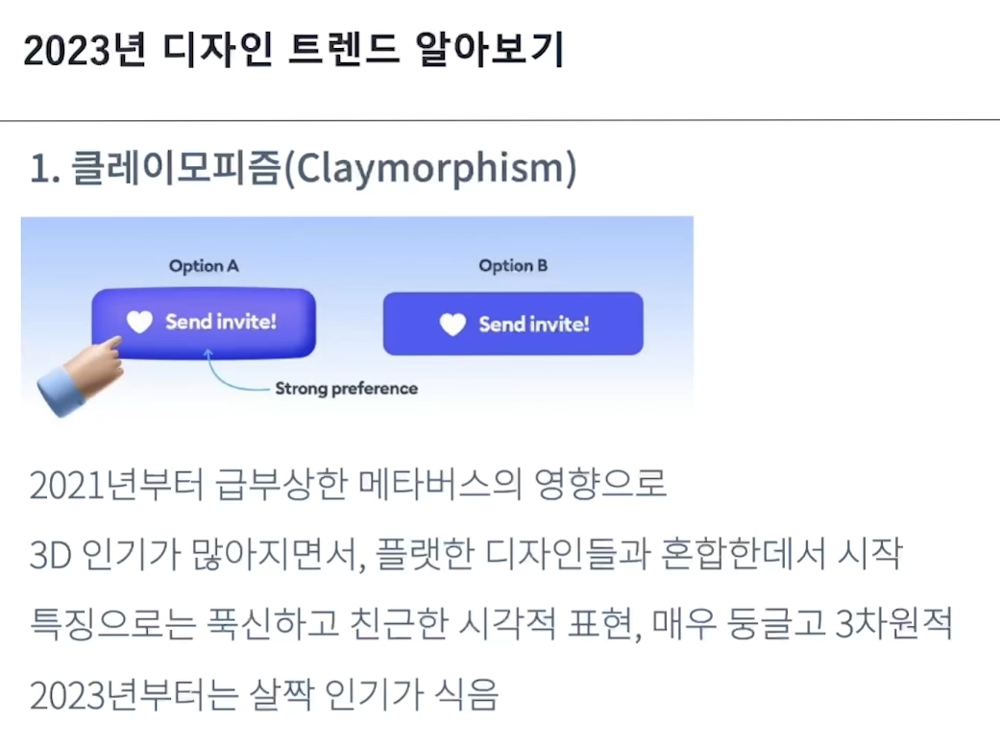 2023년 디자인 트렌드 알아보기
1. 클레이모피즘(Claymorphism)
Option A
Option B
Send invite!
Send invite!
Strong preference
2021년부터 급부상한 메타버스의 영향으로
3D 인기가 많아지면서, 플랫한 디자인들과 혼합한데서 시작
특징으로는 푹신하고 친근한 시각적 표현, 매우 둥글고 3차원적
2023년부터는 살짝 인기가 식음